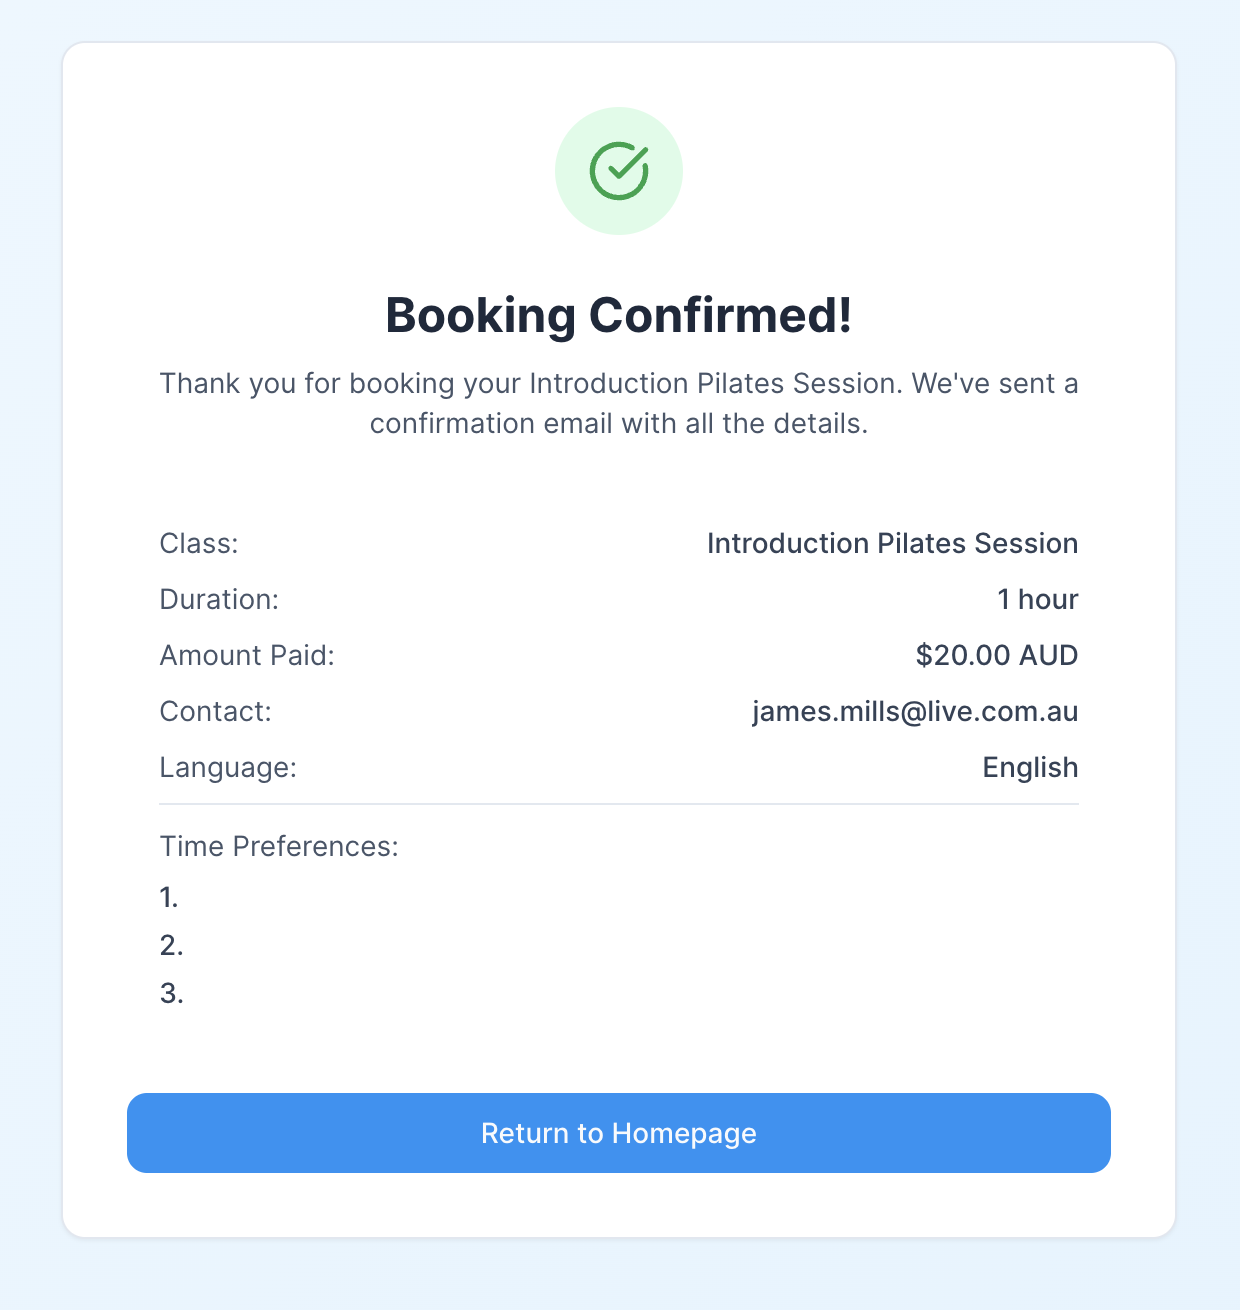 Booking Confirmed!
Thank you for booking your Introduction Pilates Session. We've sent a
confirmation email with all the details.
Class: Introduction Pilates Session
Duration: 1 hour
Amount Paid: $20.00 AUD
Contact: james.mills@live.com.au
Language: English
Time Preferences:
1.
2.
3.
Return to Homepage